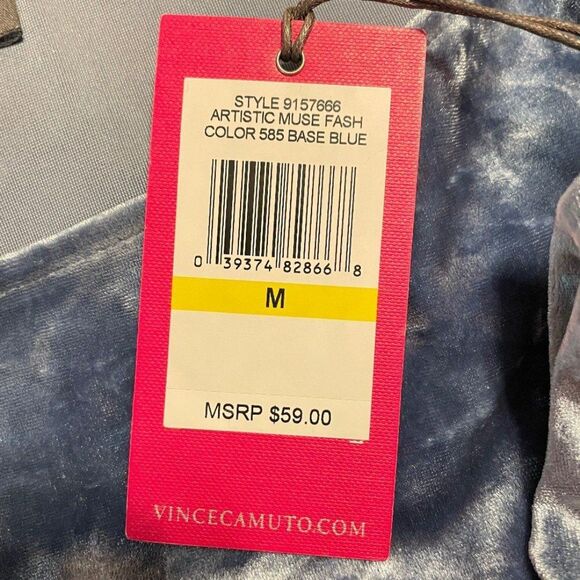 STYLE 9157666
ARTISTIC MUSE FASH
COLOR 585 BASE BLUE
0 39374 82866 8
M
MSRP $59.00
VINCECAMUTO.COM